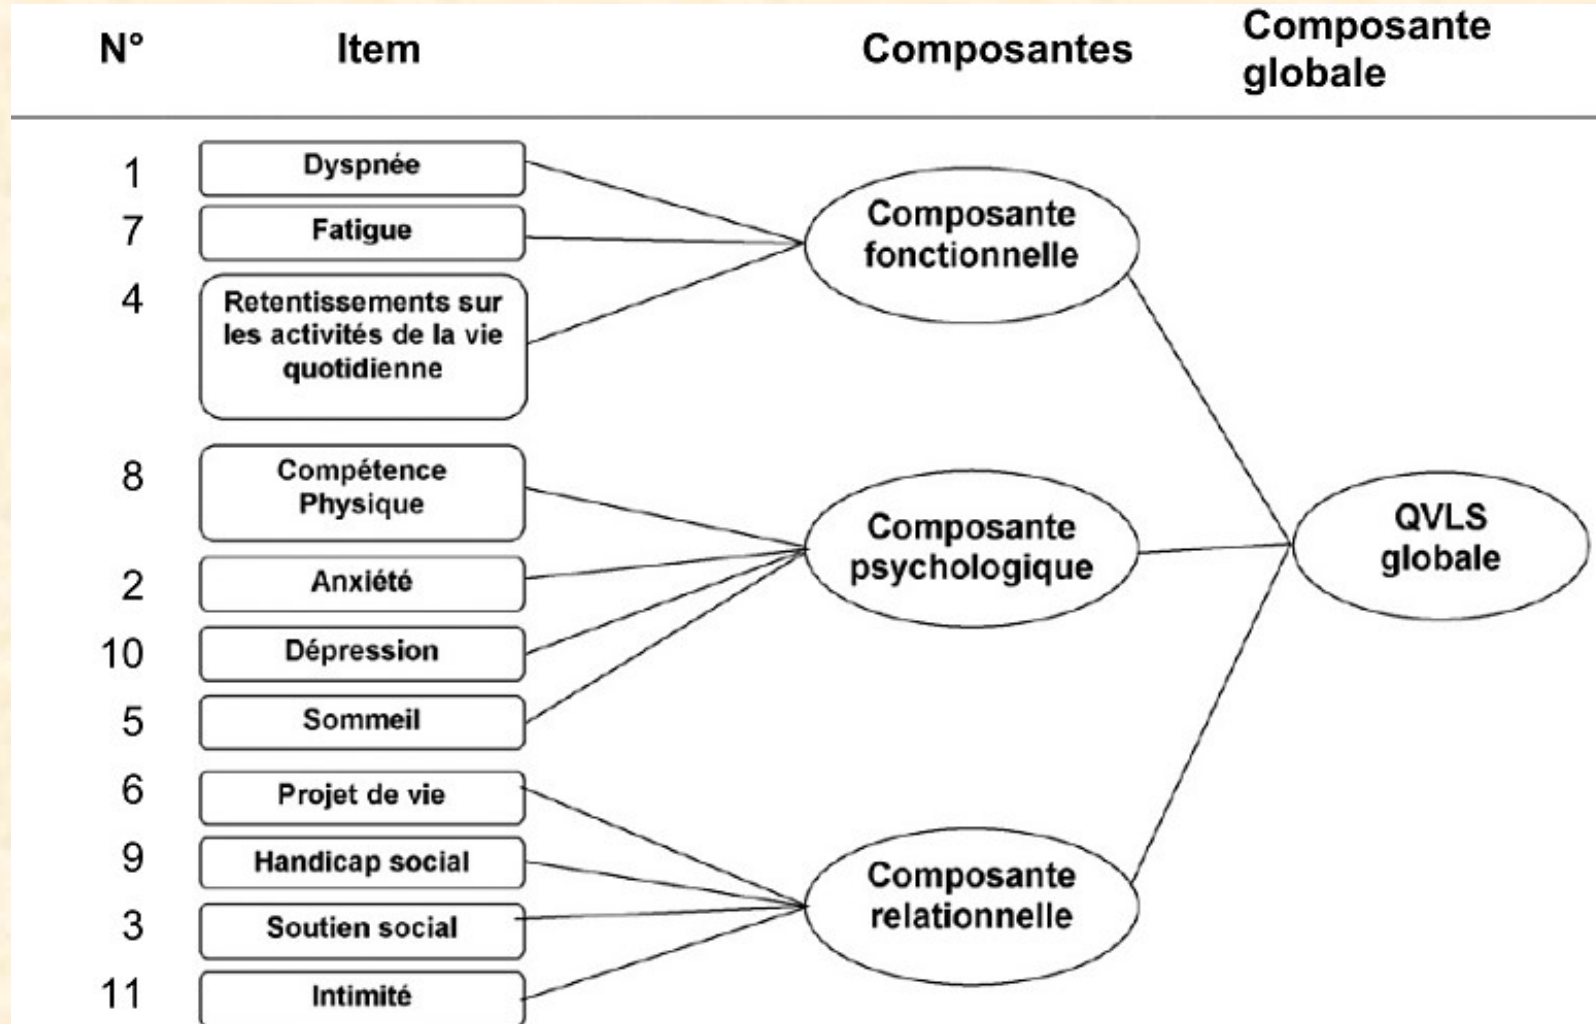 N°
Item
Composantes
Composante
globale
1
Dyspnée
7
Fatigue
4
Retentissements sur
les activités de la vie
quotidienne
Composante
fonctionnelle
8
Compétence
Physique
2
Anxiété
10
Dépression
5
Sommeil
Composante
psychologique
QVLS
globale
6
Projet de vie
9
Handicap social
3
Soutien social
11
Intimité
Composante
relationnelle